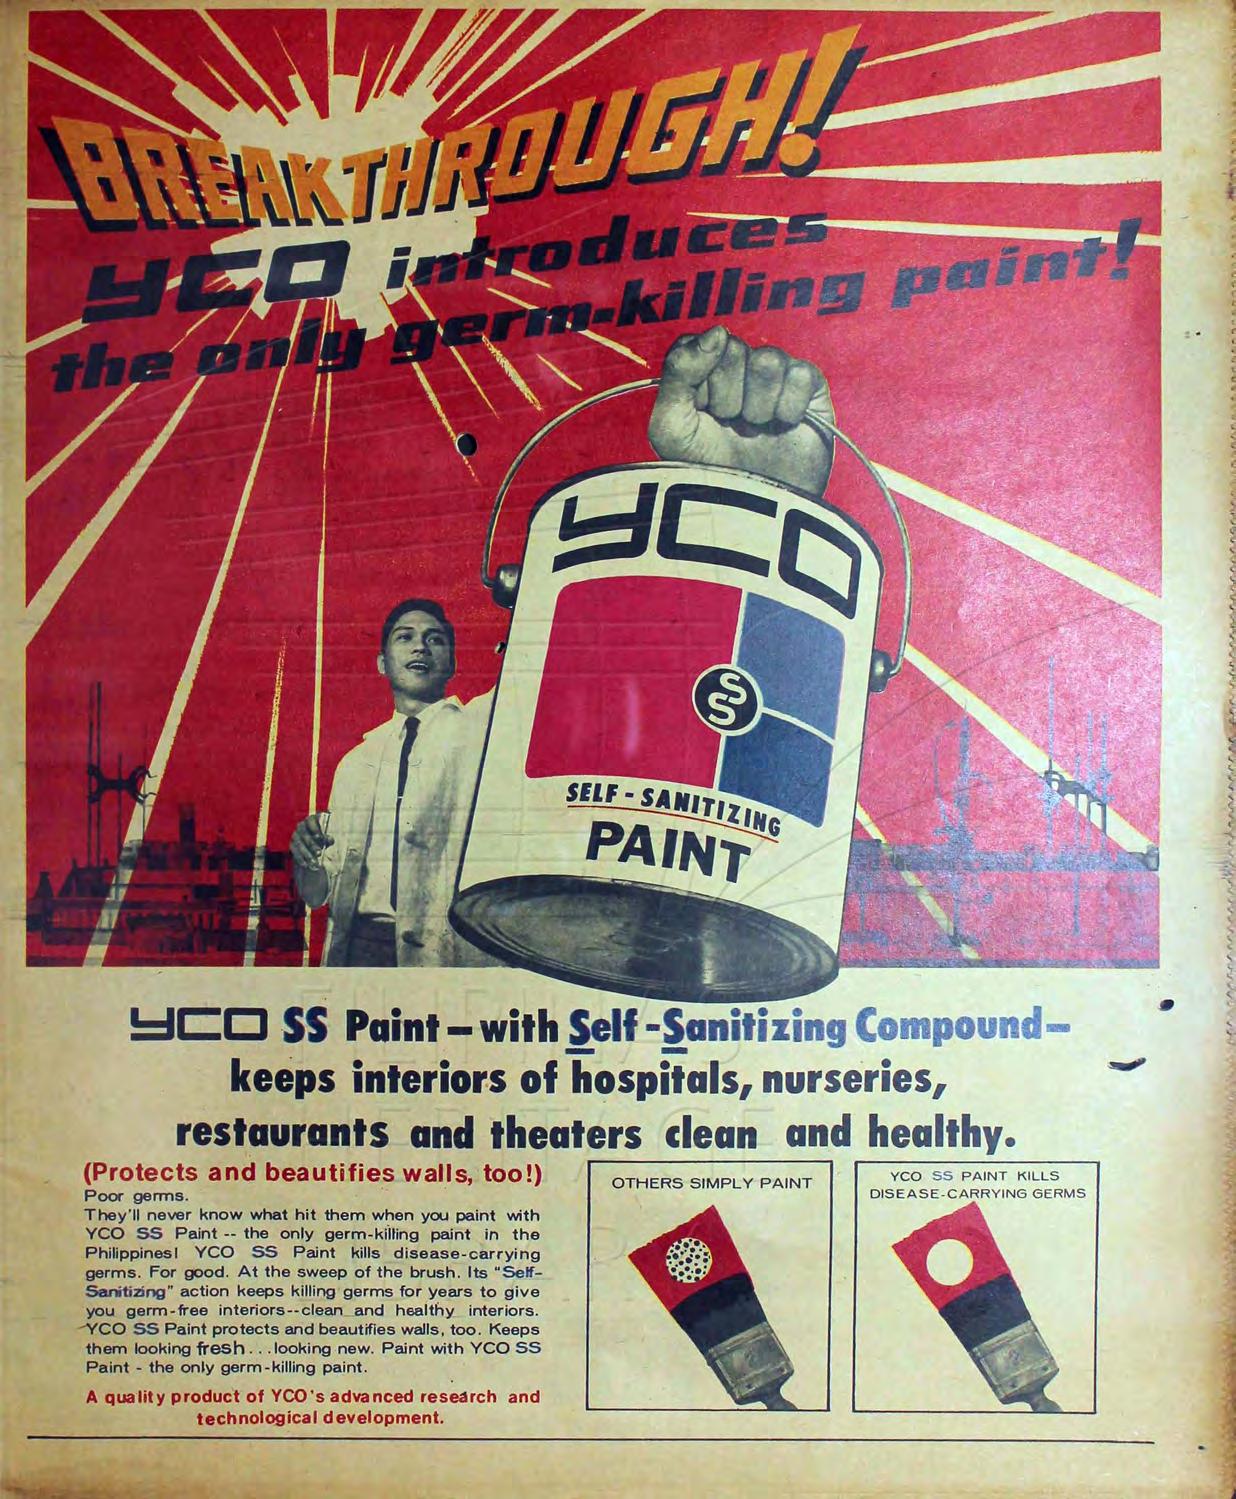 BREAKTHROUGH!
YCO introduces
the only germ-killing paint!
YCO
SS
SELF-SANITIZING
PAINT
YCO SS Paint—with Self-Sanitizing Compound—
keeps interiors of hospitals, nurseries,
restaurants and theaters clean and healthy.
(Protects and beautifies walls, too!)
Poor germs.
They'll never know what hit them when you paint with
YCO SS Paint -- the only germ-killing paint in the
Philippines! YCO SS Paint kills disease-carrying
germs. For good. At the sweep of the brush. Its "Self-
Sanitizing" action keeps killing germs for years to give
you germ-free interiors--clean and healthy interiors.
YCO SS Paint protects and beautifies walls, too. Keeps
them looking fresh...looking new. Paint with YCO SS
Paint - the only germ-killing paint.
A quality product of YCO's advanced research and
technological development.
OTHERS SIMPLY PAINT
YCO SS PAINT KILLS
DISEASE-CARRYING GERMS